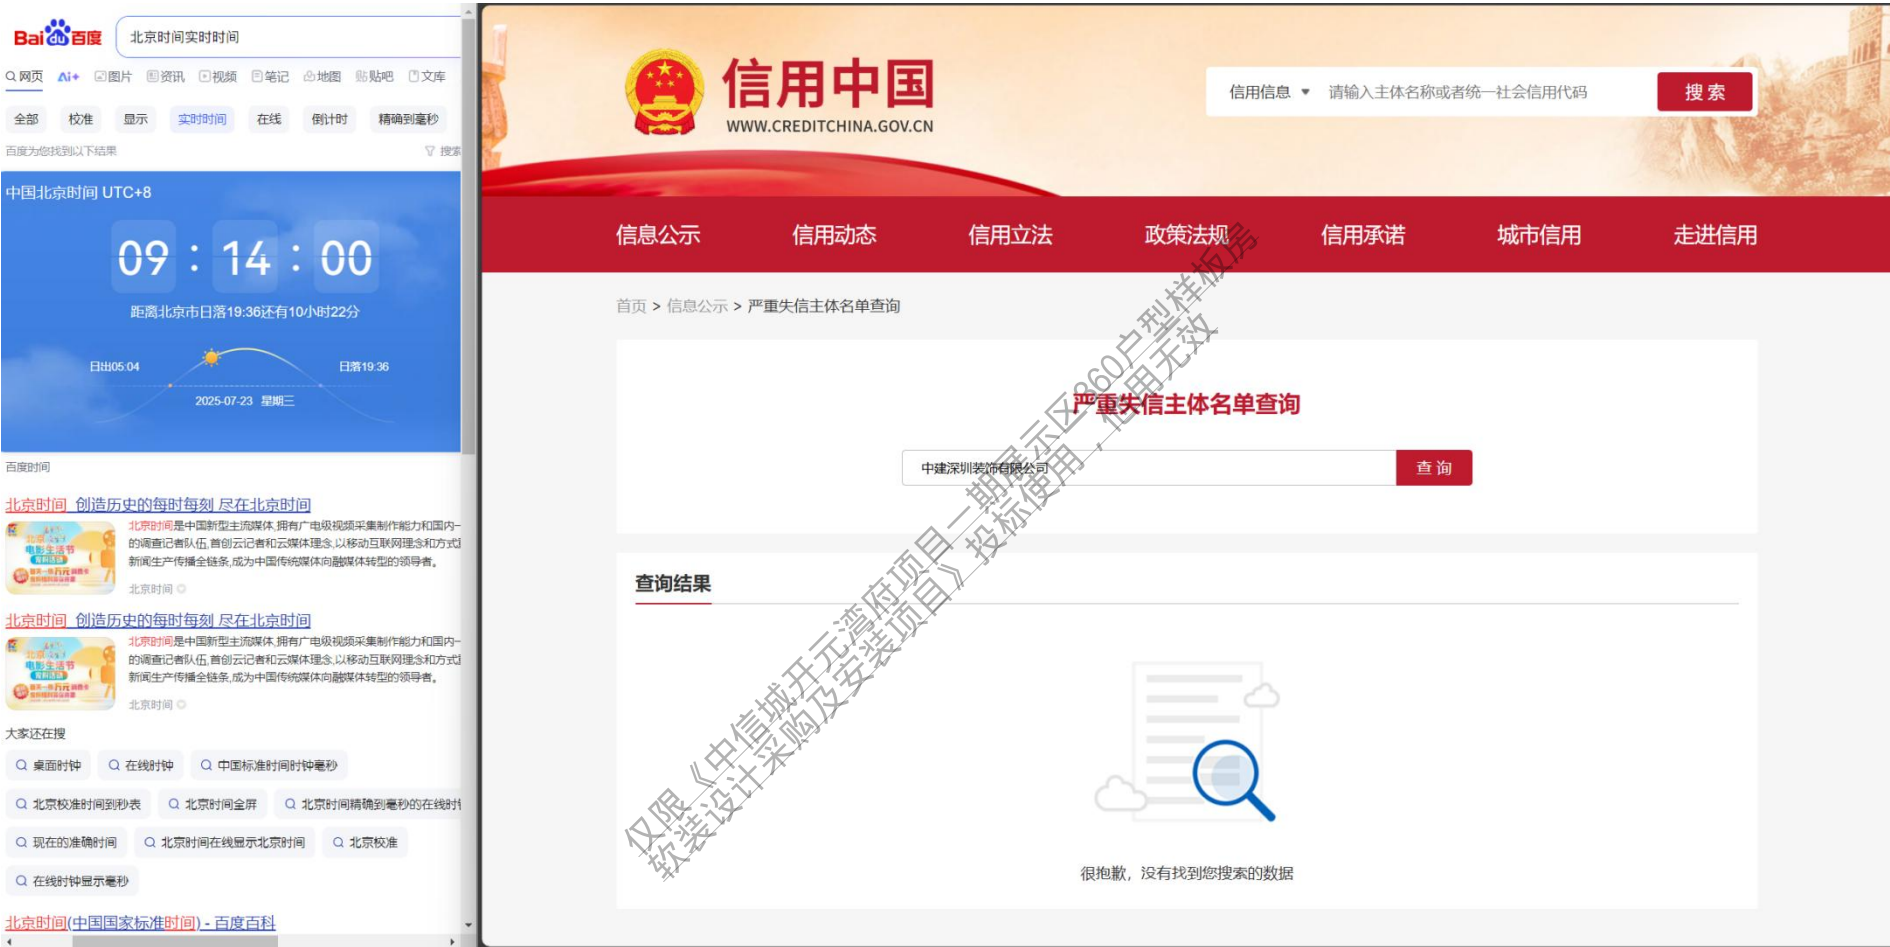 Bai du 百度
北京时间实时时间
网页 Ai+ 图片 资讯 视频 笔记 地图 贴吧 文库
全部 校准 显示 实时时间 在线 倒计时 精确到毫秒
百度为您找到以下结果 搜索
中国北京时间 UTC+8
09 : 14 : 00
距离北京市日落19:36还有10小时22分
日出05:04 日落19:36
2025-07-23 星期三
百度时间
北京时间_创造历史的每时每刻 尽在北京时间
北京时间是中国新型主流媒体,拥有广电级视频采集制作能力和国内一
的调查记者队伍,首创云记者和云媒体理念,以移动互联网理念和方式
新闻生产传播全链条,成为中国传统媒体向融媒体转型的领导者。
北京时间
北京时间_创造历史的每时每刻 尽在北京时间
北京时间是中国新型主流媒体,拥有广电级视频采集制作能力和国内一
的调查记者队伍,首创云记者和云媒体理念,以移动互联网理念和方式
新闻生产传播全链条,成为中国传统媒体向融媒体转型的领导者。
北京时间
大家还在搜
桌面时钟 在线时钟 中国标准时间时钟毫秒
北京校准时间到秒表 北京时间全屏 北京时间精确到毫秒的在线时
现在的准确时间 北京时间在线显示北京时间 北京校准
在线时钟显示毫秒
北京时间(中国国家标准时间) - 百度百科
信用中国
WWW.CREDITCHINA.GOV.CN
信用信息 请输入主体名称或者统一社会信用代码 搜索
信息公示 信用动态 信用立法 政策法规 信用承诺 城市信用 走进信用
首页 > 信息公示 > 严重失信主体名单查询
严重失信主体名单查询
中建深圳装饰有限公司 查询
查询结果
很抱歉，没有找到您搜索的数据
仅限《中信城开元湾府项目一期展示区360户型样板房
软装设计采购及安装项目》投标使用，他用无效